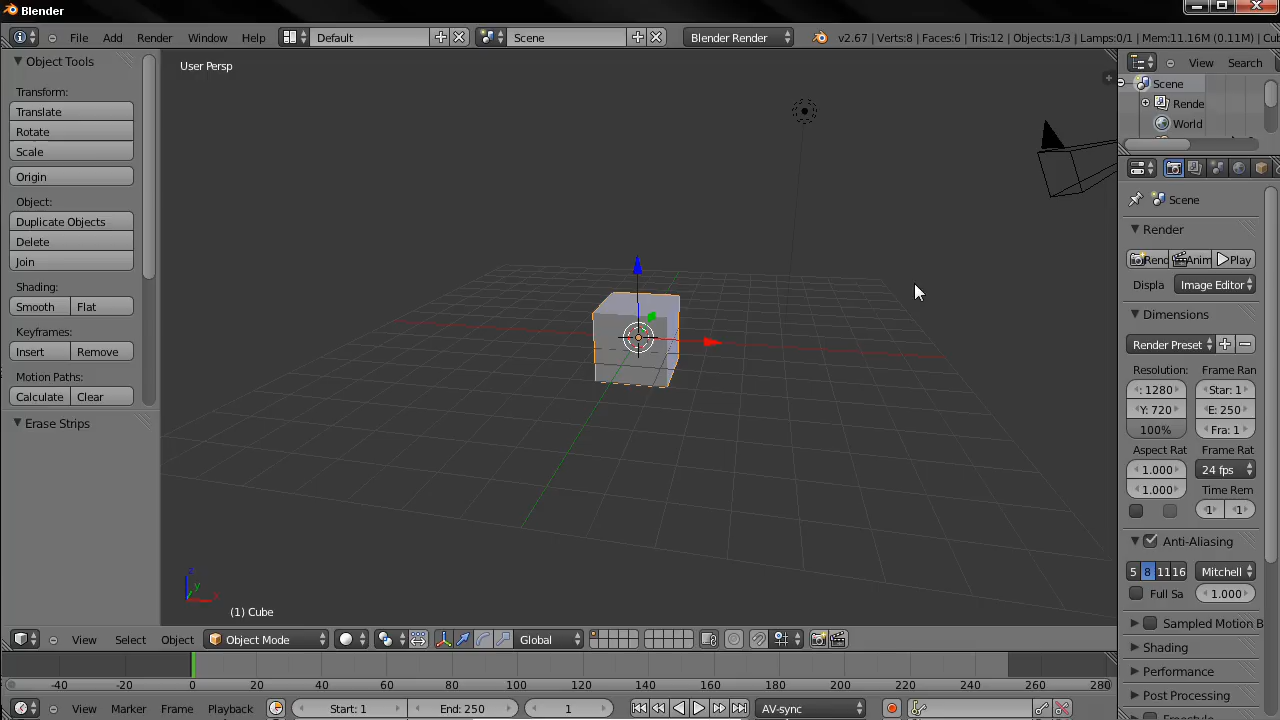 Blender
File Add Render Window Help Default Scene Blender Render v2.67 | Verts:8 | Faces:6 | Tris:12 | Objects:1/3 | Lamps:0/1 | Mem:11.16M (0.11M) | Cub
Object Tools
Transform:
Translate
Rotate
Scale
Origin
Object:
Duplicate Objects
Delete
Join
Shading:
Smooth Flat
Keyframes:
Insert Remove
Motion Paths:
Calculate Clear
Erase Strips
User Persp
z
y
x
(1) Cube
View Search
Scene
Rende
World
Scene
Render
Rend Anim Play
Displa Image Editor
Dimensions
Render Preset
Resolution: Frame Ran
: 1280 Star: 1
Y: 720 E: 250
100% Fra: 1
Aspect Rat Frame Rat
1.000 24 fps
1.000 Time Rem
1 1
Anti-Aliasing
5 8 11 16 Mitchell
Full Sa 1.000
Sampled Motion B
Shading
Performance
Post Processing
View Select Object Object Mode Global
-40 -20 0 20 40 60 80 100 120 140 160 180 200 220 240 260 280
View Marker Frame Playback Start: 1 End: 250 1 AV-sync